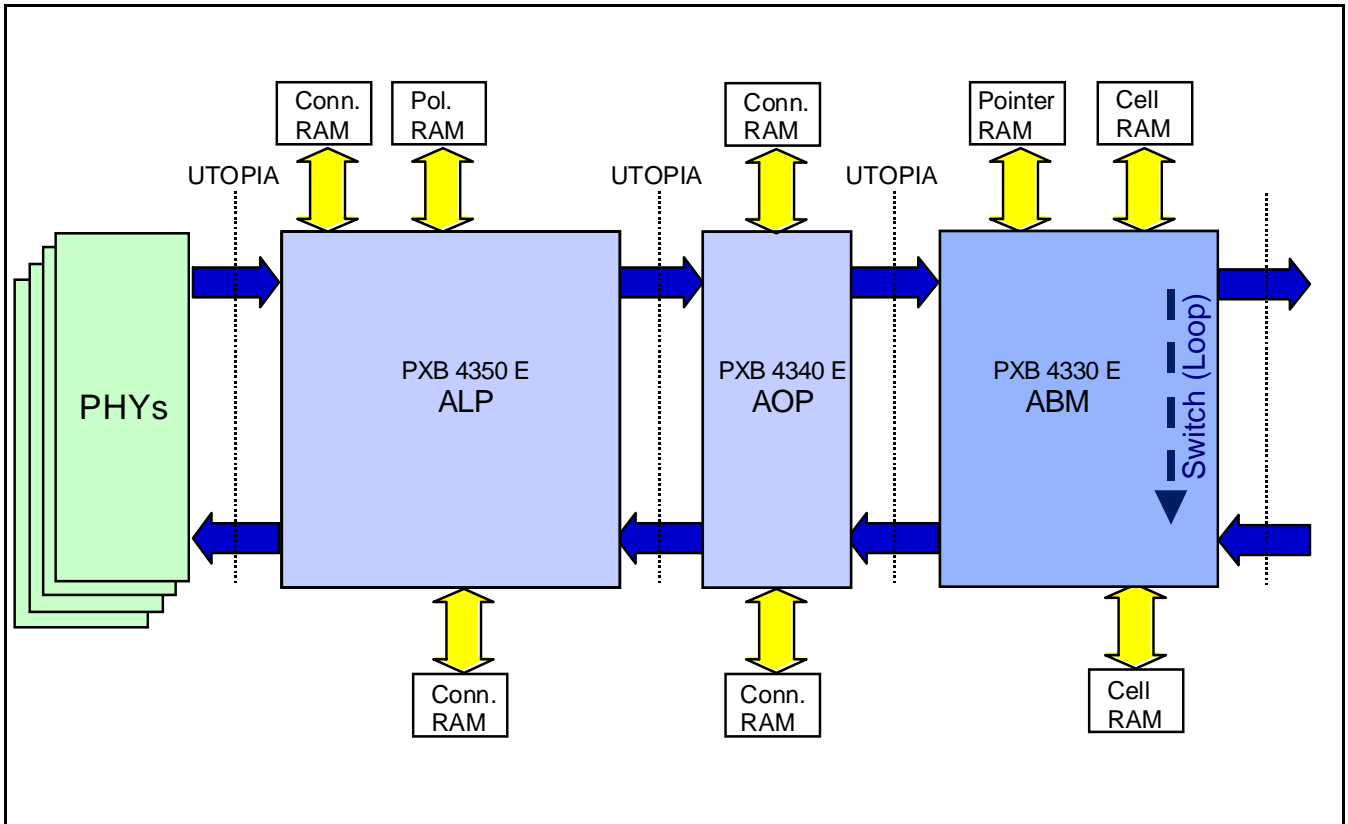 Conn.
RAM
Pol.
RAM
Conn.
RAM
Pointer
RAM
Cell
RAM
UTOPIA
UTOPIA
UTOPIA
PHYs
PXB 4350 E
ALP
PXB 4340 E
AOP
PXB 4330 E
ABM
Switch (Loop)
Conn.
RAM
Conn.
RAM
Cell
RAM